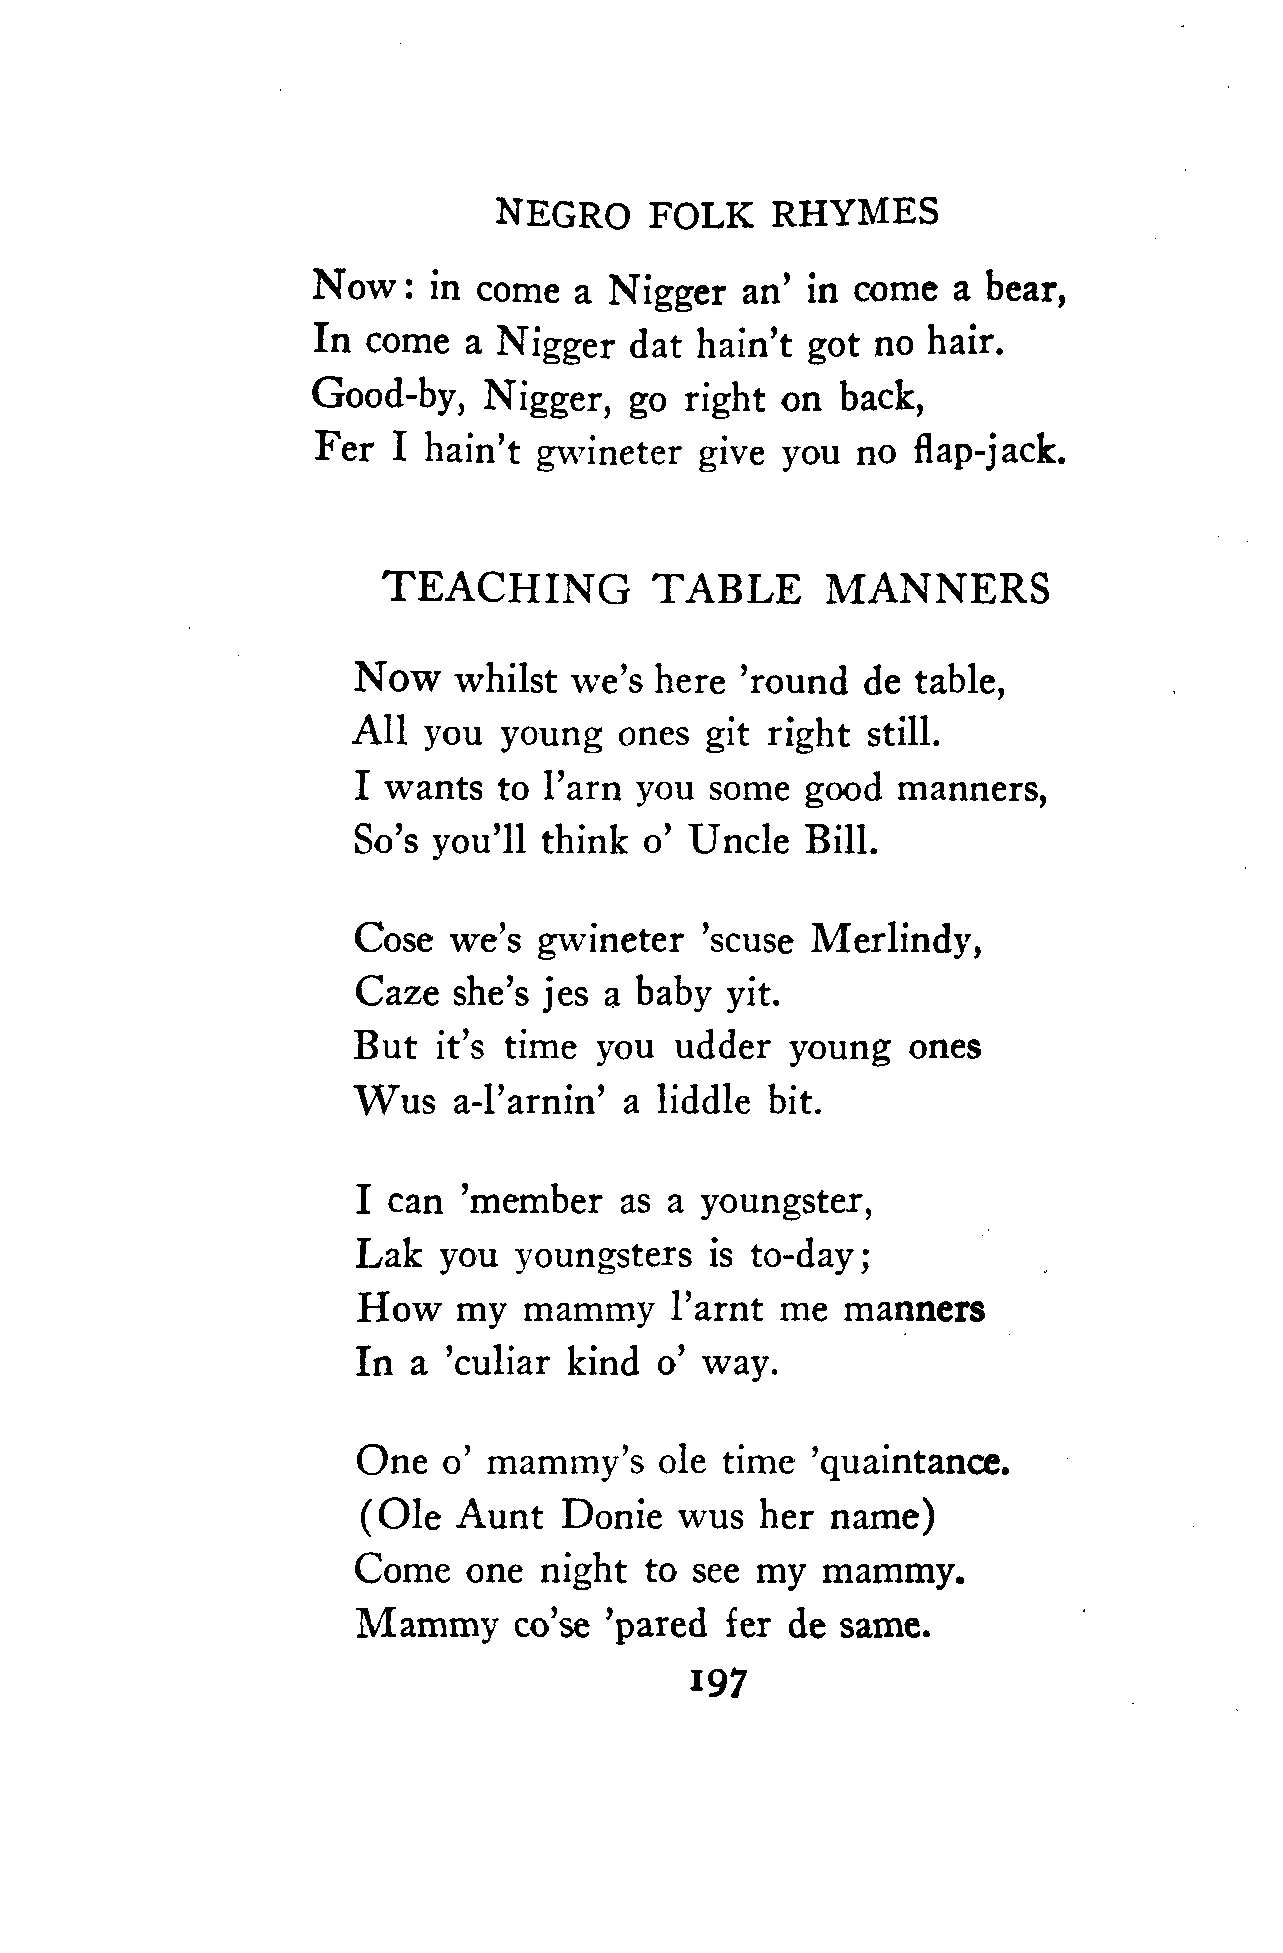 NEGRO FOLK RHYMES
Now: in come a Nigger an' in come a bear,
In come a Nigger dat hain't got no hair.
Good-by, Nigger, go right on back,
Fer I hain't gwineter give you no flap-jack.
TEACHING TABLE MANNERS
Now whilst we's here 'round de table,
All you young ones git right still.
I wants to l'arn you some good manners,
So's you'll think o' Uncle Bill.
Cose we's gwineter 'scuse Merlindy,
Caze she's jes a baby yit.
But it's time you udder young ones
Wus a-l'arnin' a liddle bit.
I can 'member as a youngster,
Lak you youngsters is to-day;
How my mammy l'arnt me manners
In a 'culiar kind o' way.
One o' mammy's ole time 'quaintance.
(Ole Aunt Donie wus her name)
Come one night to see my mammy.
Mammy co'se 'pared fer de same.
197